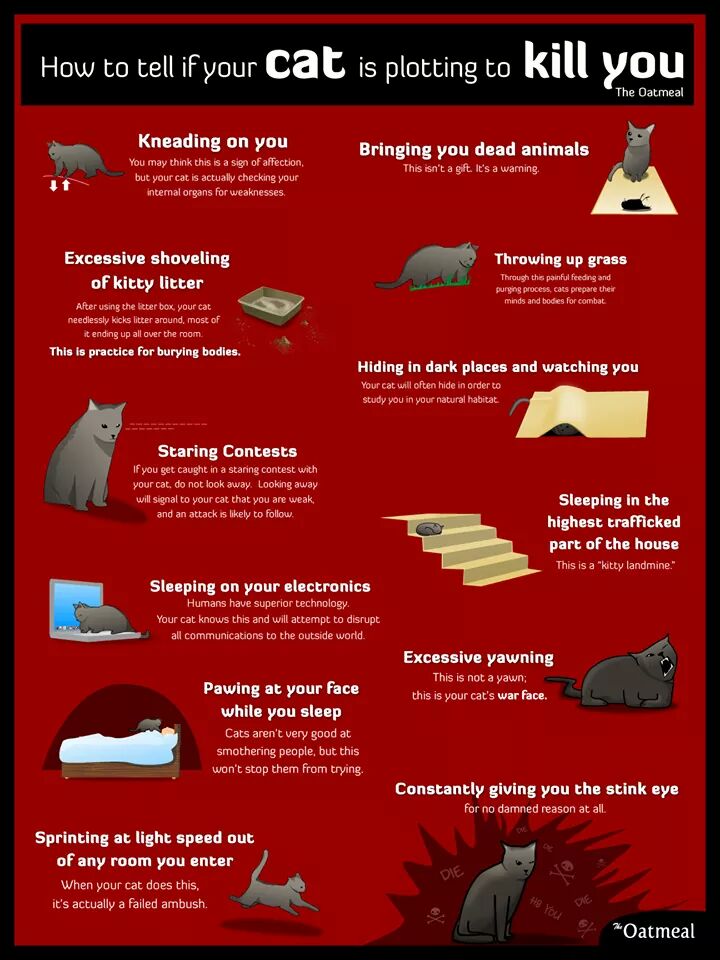 How to tell if your cat is plotting to kill you
The Oatmeal
Kneading on you
You may think this is a sign of affection,
but your cat is actually checking your
internal organs for weaknesses.
Bringing you dead animals
This isn't a gift. It's a warning.
Excessive shoveling
of kitty litter
After using the litter box, your cat
needlessly kicks litter around, most of
it ending up all over the room.
This is practice for burying bodies.
Throwing up grass
Through this painful feeding and
purging process, cats prepare their
minds and bodies for combat.
Hiding in dark places and watching you
Your cat will often hide in order to
study you in your natural habitat.
Staring Contests
If you get caught in a staring contest with
your cat, do not look away. Looking away
will signal to your cat that you are weak,
and an attack is likely to follow.
Sleeping in the
highest trafficked
part of the house
This is a "kitty landmine."
Sleeping on your electronics
Humans have superior technology.
Your cat knows this and will attempt to disrupt
all communications to the outside world.
Excessive yawning
This is not a yawn;
this is your cat's war face.
Pawing at your face
while you sleep
Cats aren't very good at
smothering people, but this
won't stop them from trying.
Constantly giving you the stink eye
for no damned reason at all.
Sprinting at light speed out
of any room you enter
When your cat does this,
it's actually a failed ambush.
DIE
DIE
DIE
DIE
H8 YOU
The Oatmeal